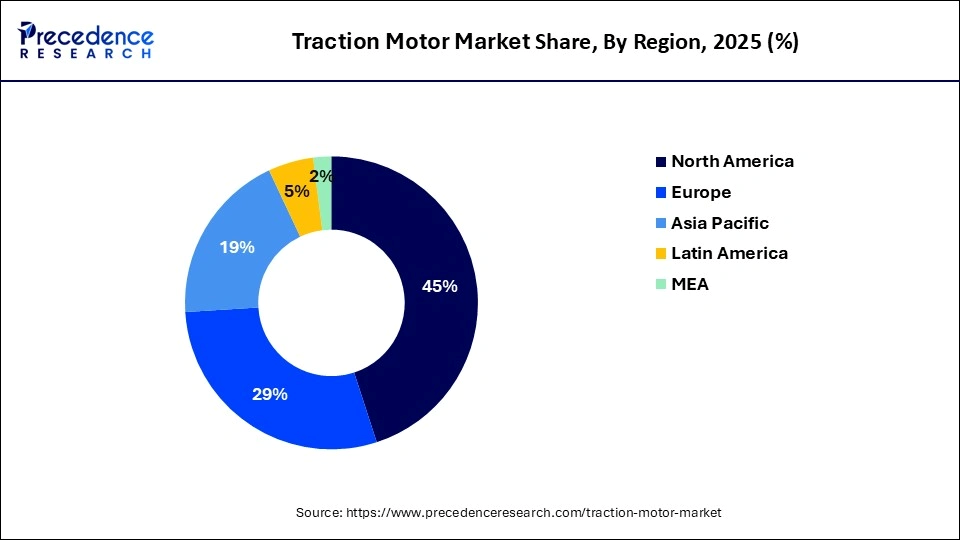 Precedence
RESEARCH
Traction Motor Market Share, By Region, 2025 (%)
2%
5%
19%
45%
29%
North America
Europe
Asia Pacific
Latin America
MEA
Source: https://www.precedenceresearch.com/traction-motor-market